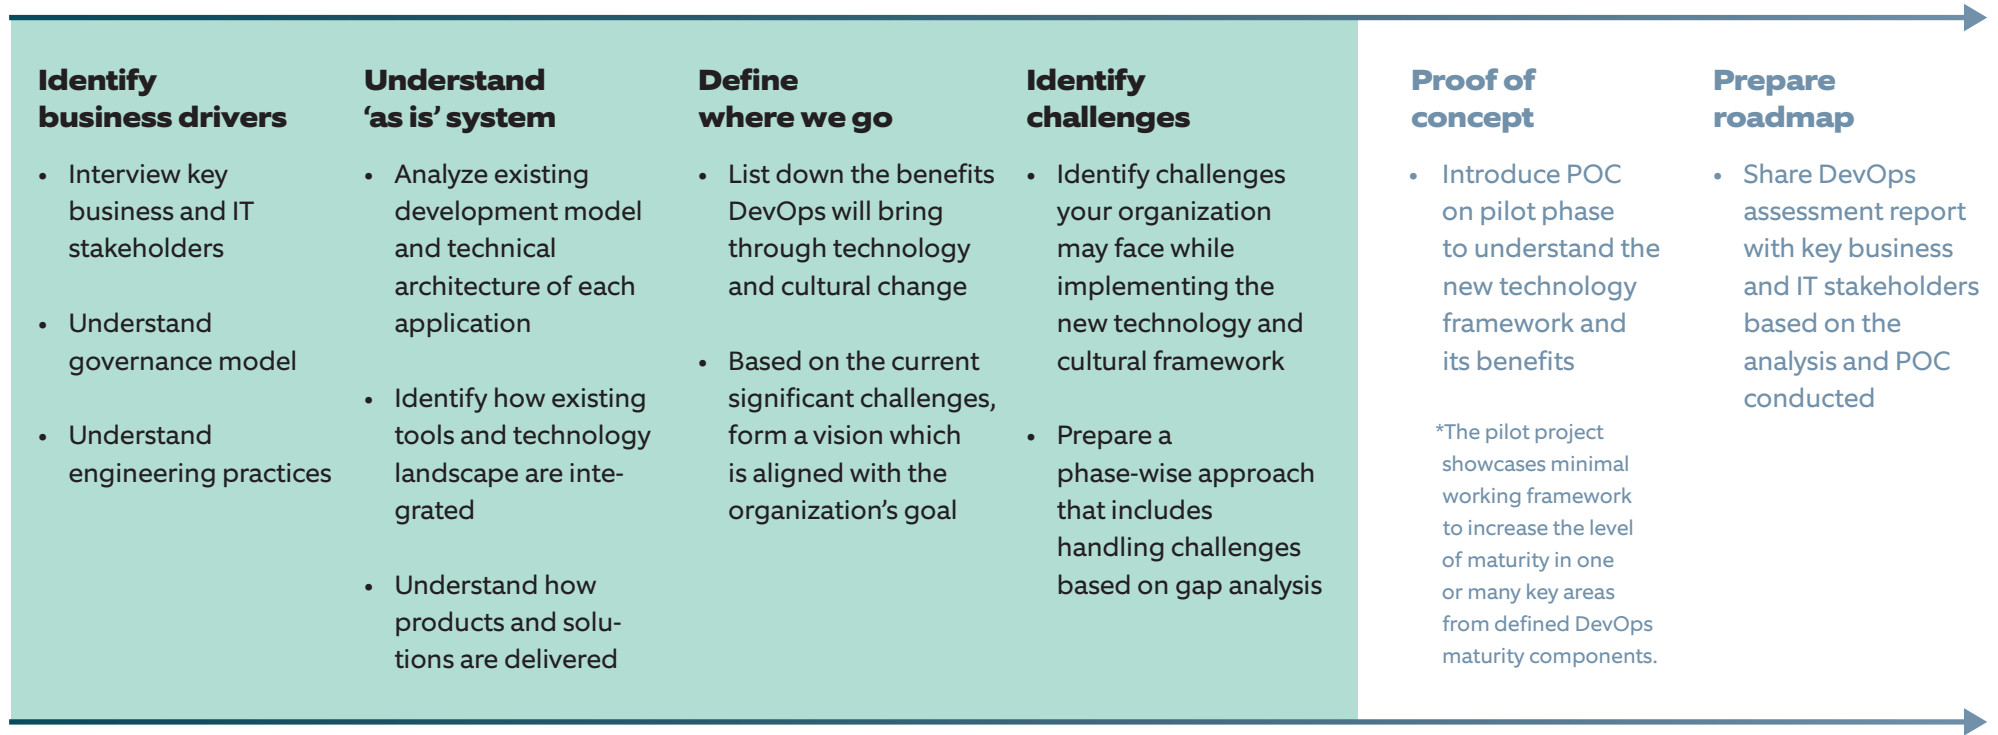 Identify
business drivers
• Interview key
business and IT
stakeholders
• Understand
governance model
• Understand
engineering practices
Understand
‘as is’ system
• Analyze existing
development model
and technical
architecture of each
application
• Identify how existing
tools and technology
landscape are inte-
grated
• Understand how
products and solu-
tions are delivered
Define
where we go
• List down the benefits
DevOps will bring
through technology
and cultural change
• Based on the current
significant challenges,
form a vision which
is aligned with the
organization’s goal
Identify
challenges
• Identify challenges
your organization
may face while
implementing the
new technology and
cultural framework
• Prepare a
phase-wise approach
that includes
handling challenges
based on gap analysis
Proof of
concept
• Introduce POC
on pilot phase
to understand the
new technology
framework and
its benefits
*The pilot project
showcases minimal
working framework
to increase the level
of maturity in one
or many key areas
from defined DevOps
maturity components.
Prepare
roadmap
• Share DevOps
assessment report
with key business
and IT stakeholders
based on the
analysis and POC
conducted